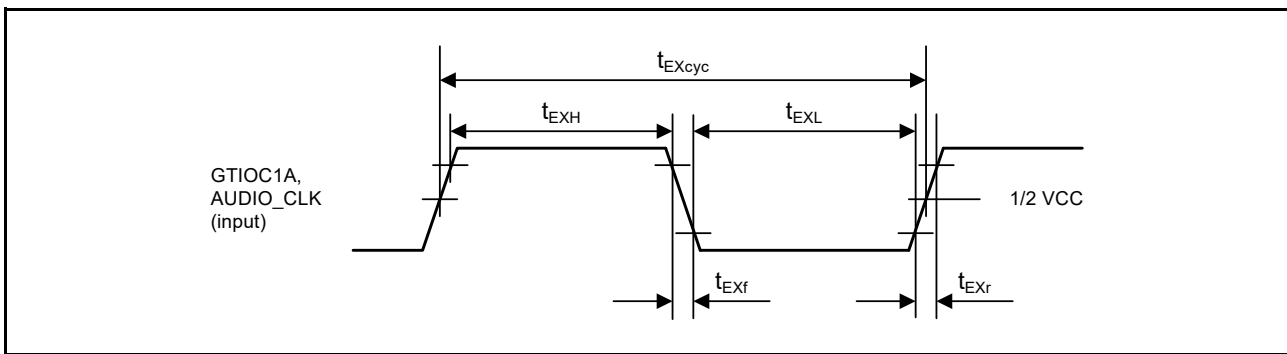 tEXcyc
tEXH
tEXL
GTIOC1A,
AUDIO_CLK
(input)
1/2 VCC
tEXf
tEXr